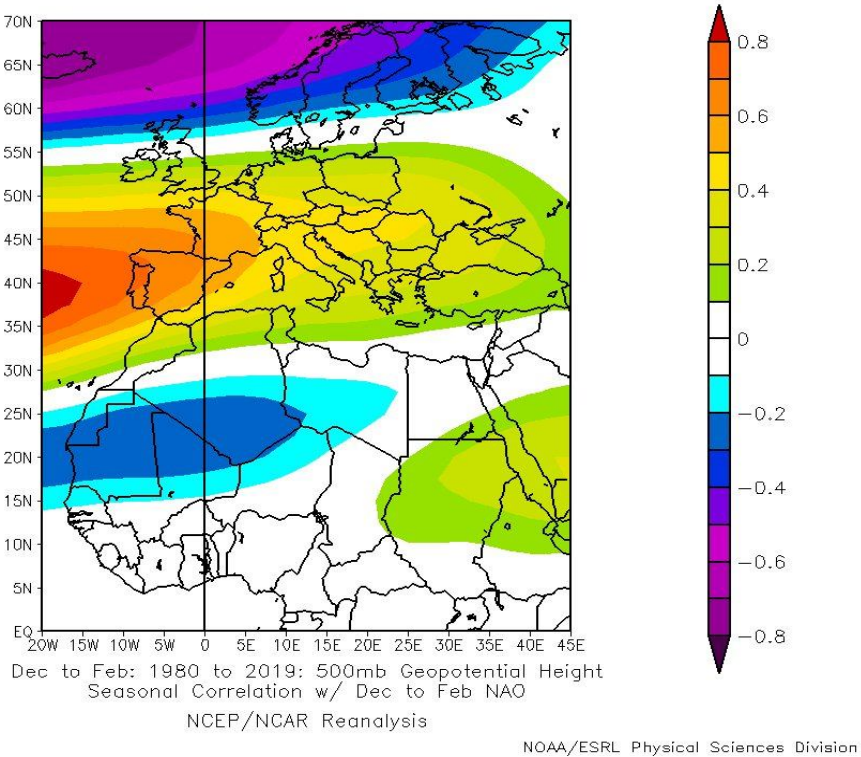 70N
65N
60N
55N
50N
45N
40N
35N
30N
25N
20N
15N
10N
5N
EQ
20W 15W 10W 5W 0 5E 10E 15E 20E 25E 30E 35E 40E 45E
0.8
0.6
0.4
0.2
0
-0.2
-0.4
-0.6
-0.8
Dec to Feb: 1980 to 2019: 500mb Geopotential Height
Seasonal Correlation w/ Dec to Feb NAO
NCEP/NCAR Reanalysis
NOAA/ESRL Physical Sciences Division